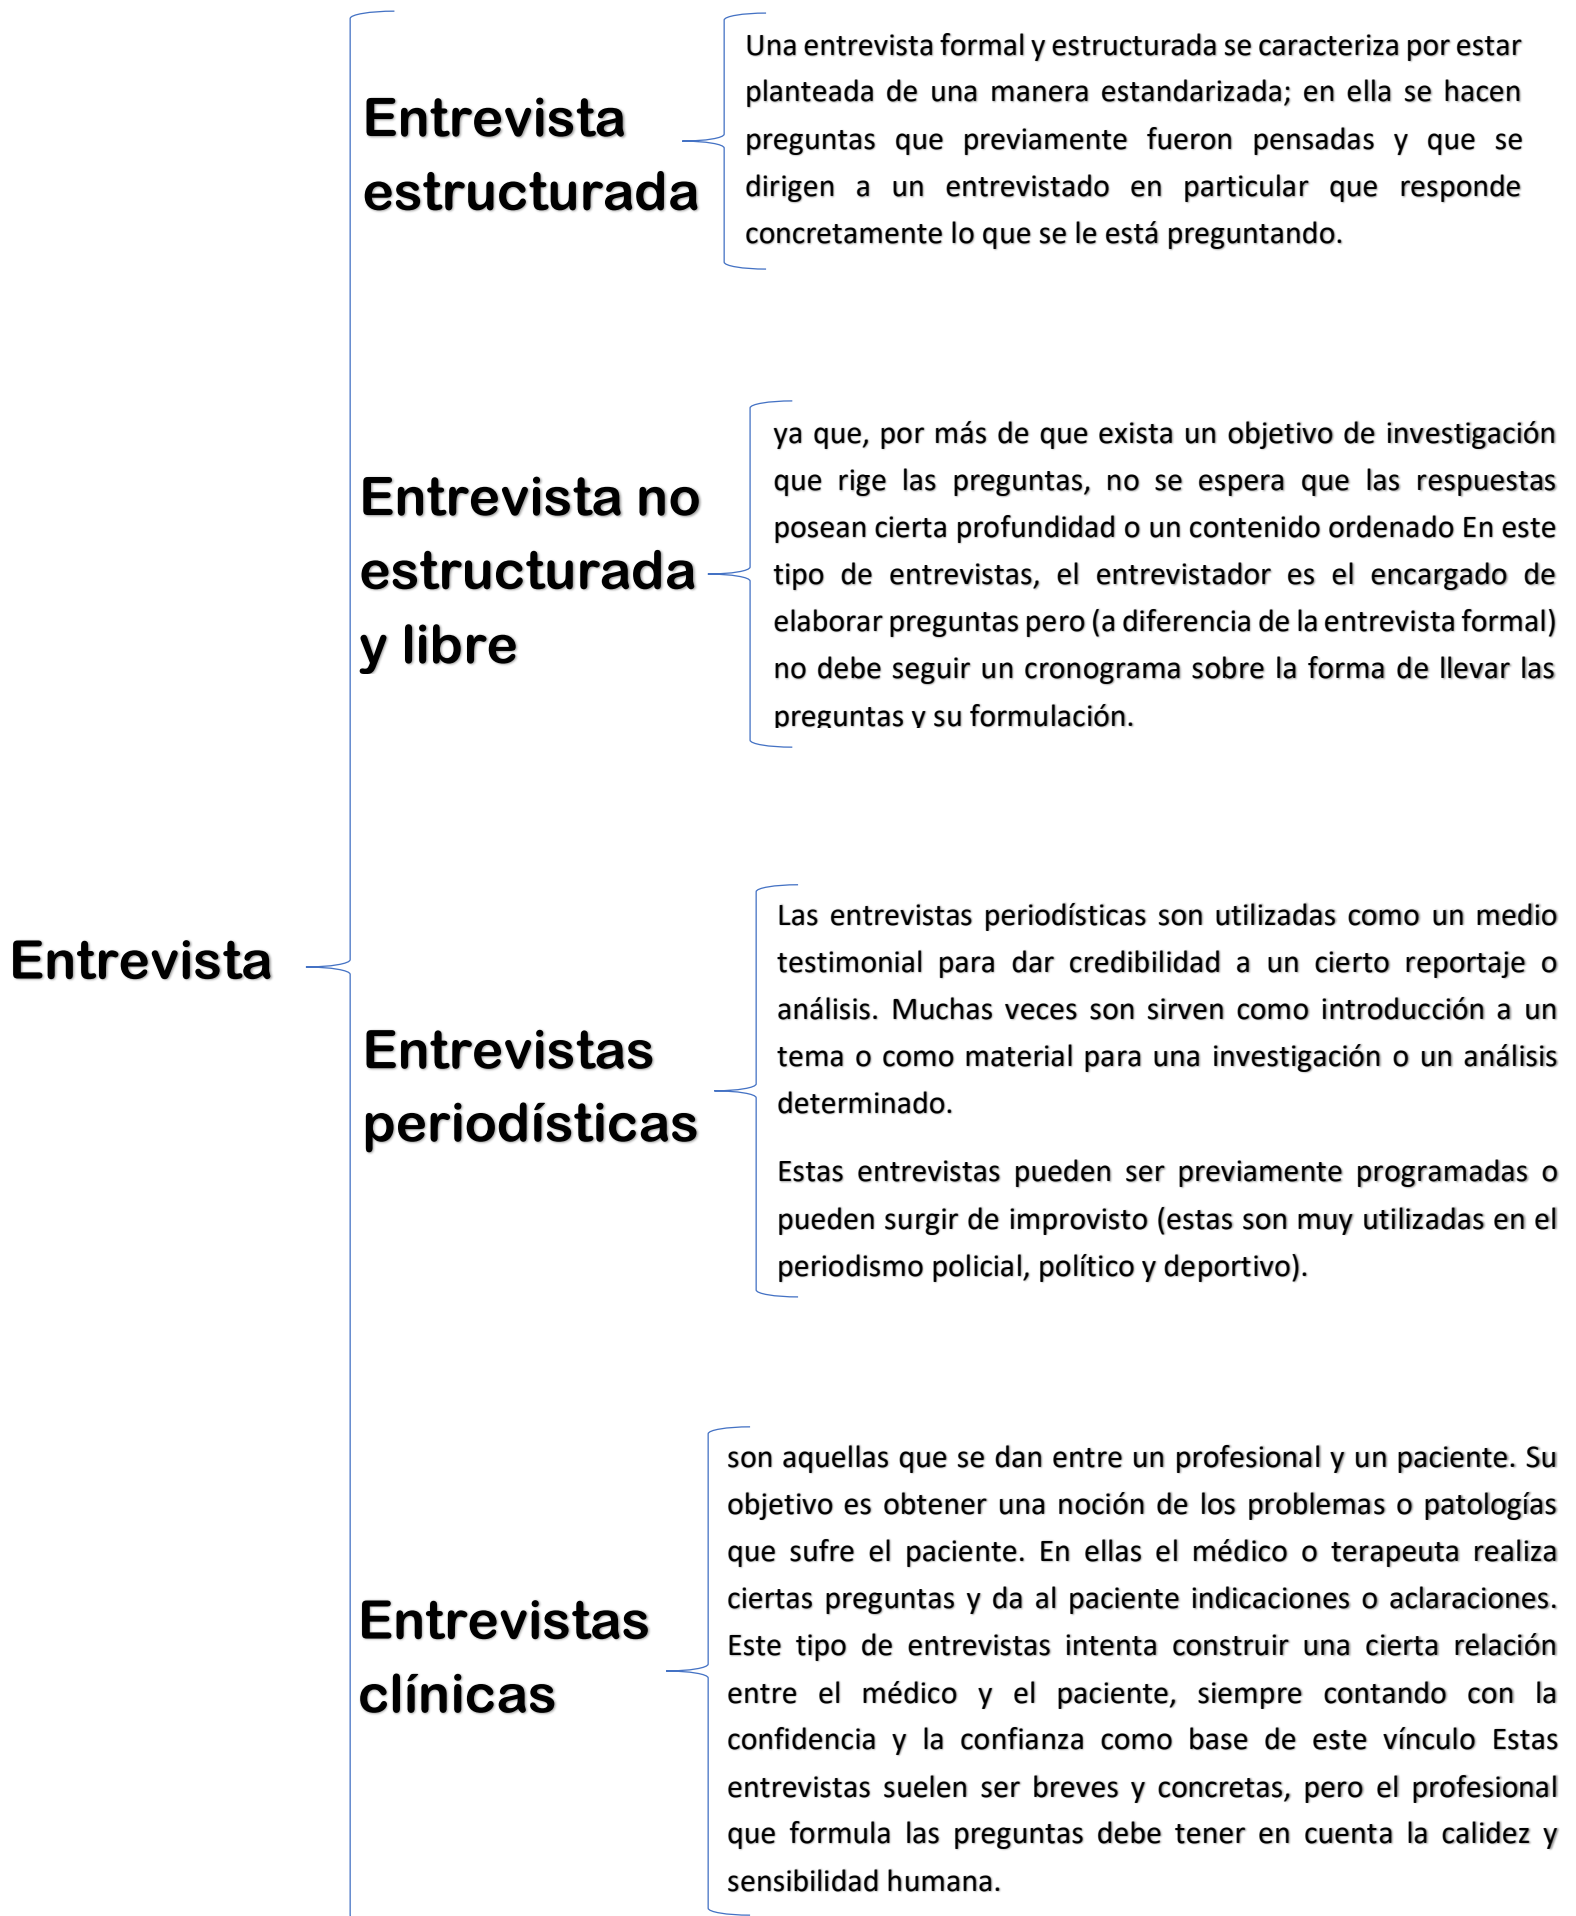 Entrevista
Entrevista
estructurada
Una entrevista formal y estructurada se caracteriza por estar
planteada de una manera estandarizada; en ella se hacen
preguntas que previamente fueron pensadas y que se
dirigen a un entrevistado en particular que responde
concretamente lo que se le está preguntando.
Entrevista no
estructurada
y libre
ya que, por más de que exista un objetivo de investigación
que rige las preguntas, no se espera que las respuestas
posean cierta profundidad o un contenido ordenado En este
tipo de entrevistas, el entrevistador es el encargado de
elaborar preguntas pero (a diferencia de la entrevista formal)
no debe seguir un cronograma sobre la forma de llevar las
preguntas y su formulación.
Entrevistas
periodísticas
Las entrevistas periodísticas son utilizadas como un medio
testimonial para dar credibilidad a un cierto reportaje o
análisis. Muchas veces son sirven como introducción a un
tema o como material para una investigación o un análisis
determinado.
Estas entrevistas pueden ser previamente programadas o
pueden surgir de improvisto (estas son muy utilizadas en el
periodismo policial, político y deportivo).
Entrevistas
clínicas
son aquellas que se dan entre un profesional y un paciente. Su
objetivo es obtener una noción de los problemas o patologías
que sufre el paciente. En ellas el médico o terapeuta realiza
ciertas preguntas y da al paciente indicaciones o aclaraciones.
Este tipo de entrevistas intenta construir una cierta relación
entre el médico y el paciente, siempre contando con la
confidencia y la confianza como base de este vínculo Estas
entrevistas suelen ser breves y concretas, pero el profesional
que formula las preguntas debe tener en cuenta la calidez y
sensibilidad humana.